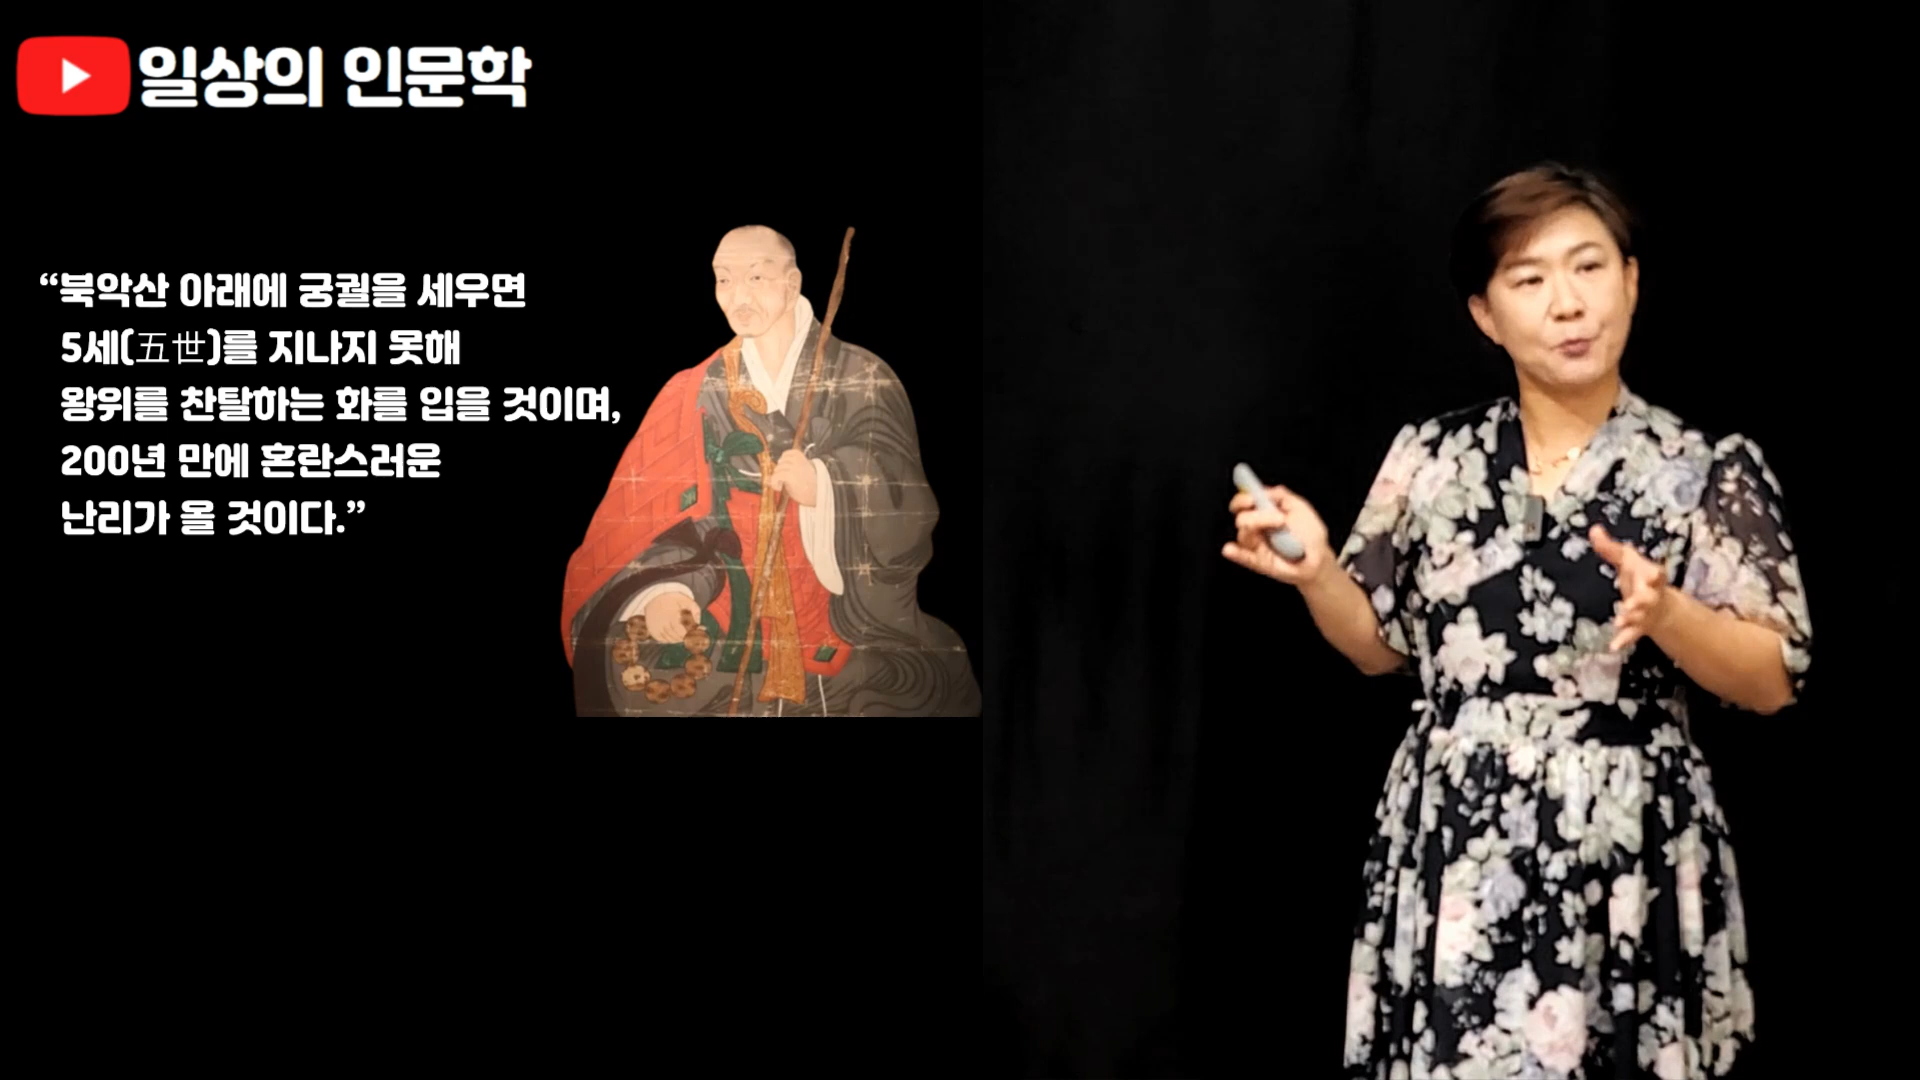 일상의 인문학
“북악산 아래에 궁궐을 세우면
5세(五世)를 지나지 못해
왕위를 찬탈하는 화를 입을 것이며,
200년 만에 혼란스러운
난리가 올 것이다.”